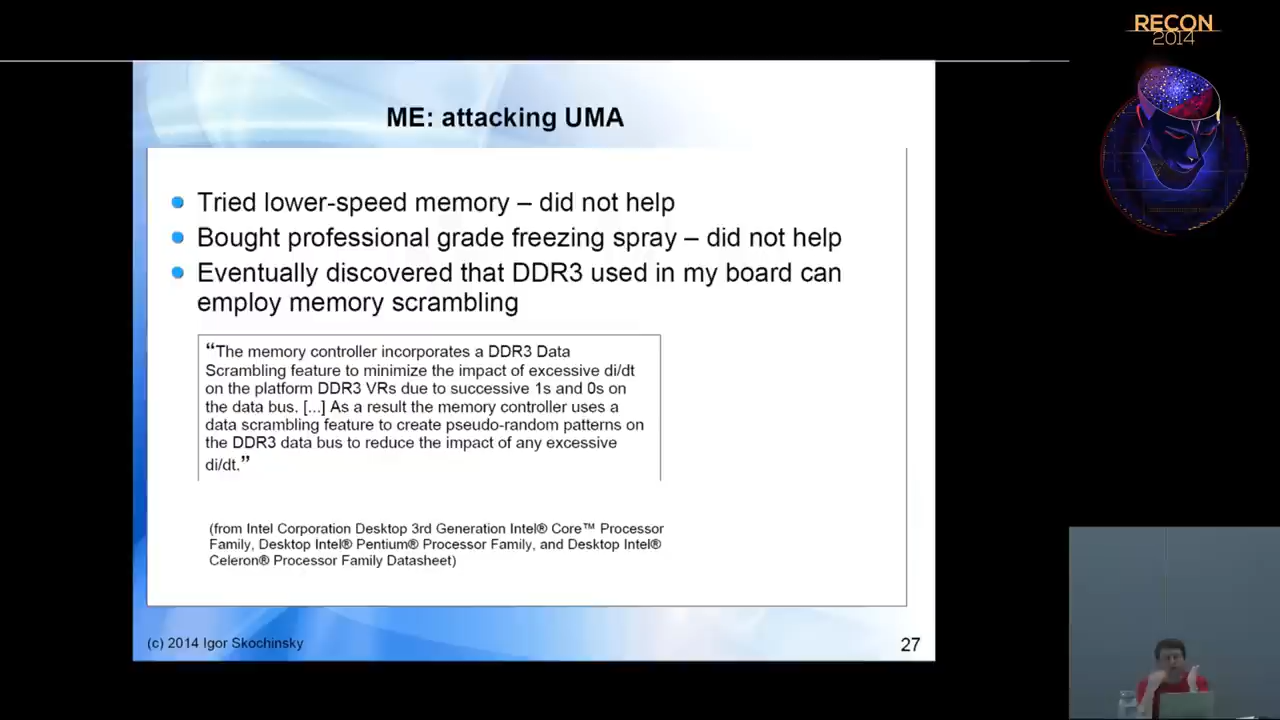 RECON
2014
ME: attacking UMA
Tried lower-speed memory – did not help
Bought professional grade freezing spray – did not help
Eventually discovered that DDR3 used in my board can
employ memory scrambling
“The memory controller incorporates a DDR3 Data
Scrambling feature to minimize the impact of excessive di/dt
on the platform DDR3 VRs due to successive 1s and 0s on
the data bus. [...] As a result the memory controller uses a
data scrambling feature to create pseudo-random patterns on
the DDR3 data bus to reduce the impact of any excessive
di/dt.”
(from Intel Corporation Desktop 3rd Generation Intel® Core™ Processor
Family, Desktop Intel® Pentium® Processor Family, and Desktop Intel®
Celeron® Processor Family Datasheet)
(c) 2014 Igor Skochinsky
27